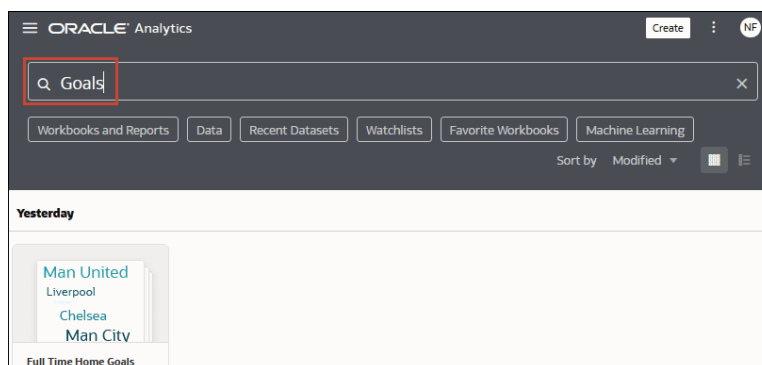 ORACLE Analytics
Create
NF
Goals
Workbooks and Reports Data Recent Datasets Watchlists Favorite Workbooks Machine Learning
Sort by Modified
Yesterday
Man United
Liverpool
Chelsea
Man City
Full Time Home Goals